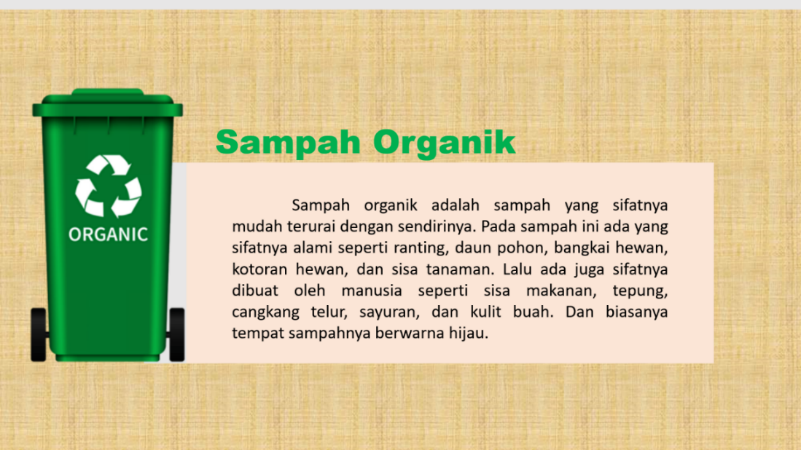 Sampah Organik
ORGANIC
Sampah organik adalah sampah yang sifatnya
mudah terurai dengan sendirinya. Pada sampah ini ada yang
sifatnya alami seperti ranting, daun pohon, bangkai hewan,
kotoran hewan, dan sisa tanaman. Lalu ada juga sifatnya
dibuat oleh manusia seperti sisa makanan, tepung,
cangkang telur, sayuran, dan kulit buah. Dan biasanya
tempat sampahnya berwarna hijau.